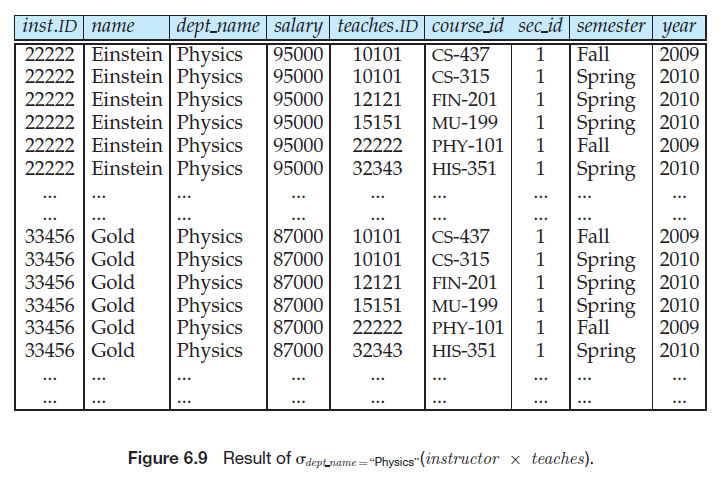 inst.ID name dept_name salary teaches.ID course_id sec_id semester year
22222 Einstein Physics 95000 10101 CS-437 1 Fall 2009
22222 Einstein Physics 95000 10101 CS-315 1 Spring 2010
22222 Einstein Physics 95000 12121 FIN-201 1 Spring 2010
22222 Einstein Physics 95000 15151 MU-199 1 Spring 2010
22222 Einstein Physics 95000 22222 PHY-101 1 Fall 2009
22222 Einstein Physics 95000 32343 HIS-351 1 Spring 2010
... ... ... ... ... ... ... ... ...
... ... ... ... ... ... ... ... ...
33456 Gold Physics 87000 10101 CS-437 1 Fall 2009
33456 Gold Physics 87000 10101 CS-315 1 Spring 2010
33456 Gold Physics 87000 12121 FIN-201 1 Spring 2010
33456 Gold Physics 87000 15151 MU-199 1 Spring 2010
33456 Gold Physics 87000 22222 PHY-101 1 Fall 2009
33456 Gold Physics 87000 32343 HIS-351 1 Spring 2010
... ... ... ... ... ... ... ... ...
... ... ... ... ... ... ... ... ...
Figure 6.9 Result of σdept_name = “Physics”(instructor × teaches).